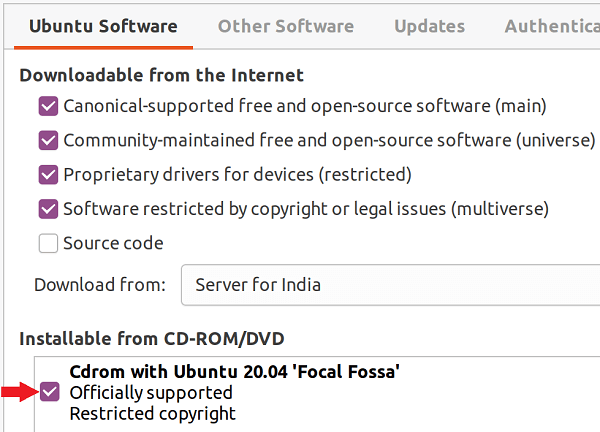 Ubuntu Software Other Software Updates Authentica
Downloadable from the Internet
Canonical-supported free and open-source software (main)
Community-maintained free and open-source software (universe)
Proprietary drivers for devices (restricted)
Software restricted by copyright or legal issues (multiverse)
Source code
Download from: Server for India
Installable from CD-ROM/DVD
Cdrom with Ubuntu 20.04 'Focal Fossa'
Officially supported
Restricted copyright